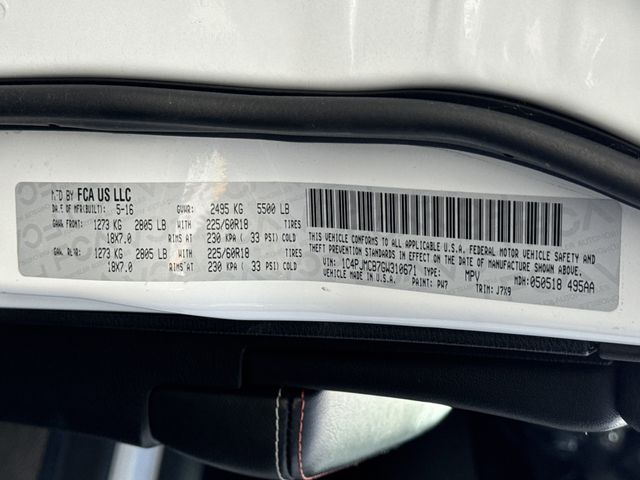 MFD BY FCA US LLC
DATE OF MFR(BUILT): 5-16 GVWR: 2495 KG 5500 LB
GAWR FRONT: 1273 KG 2805 LB 225/60R18 TIRES
18X7.0 RIMS AT 230 KPA ( 33 PSI) COLD
GAWR REAR: 1273 KG 2805 LB 225/60R18 TIRES
18X7.0 RIMS AT 230 KPA ( 33 PSI) COLD
THIS VEHICLE CONFORMS TO ALL APPLICABLE U.S.A. FEDERAL MOTOR VEHICLE SAFETY AND
THEFT PREVENTION STANDARDS IN EFFECT ON THE DATE OF MANUFACTURE SHOWN ABOVE.
VIN: 1C4PJMCB7GW310671 TYPE: MPV MDH: 050518 495AA
VEHICLE MADE IN U.S.A. PAINT: PW7 TRIM: J7X9